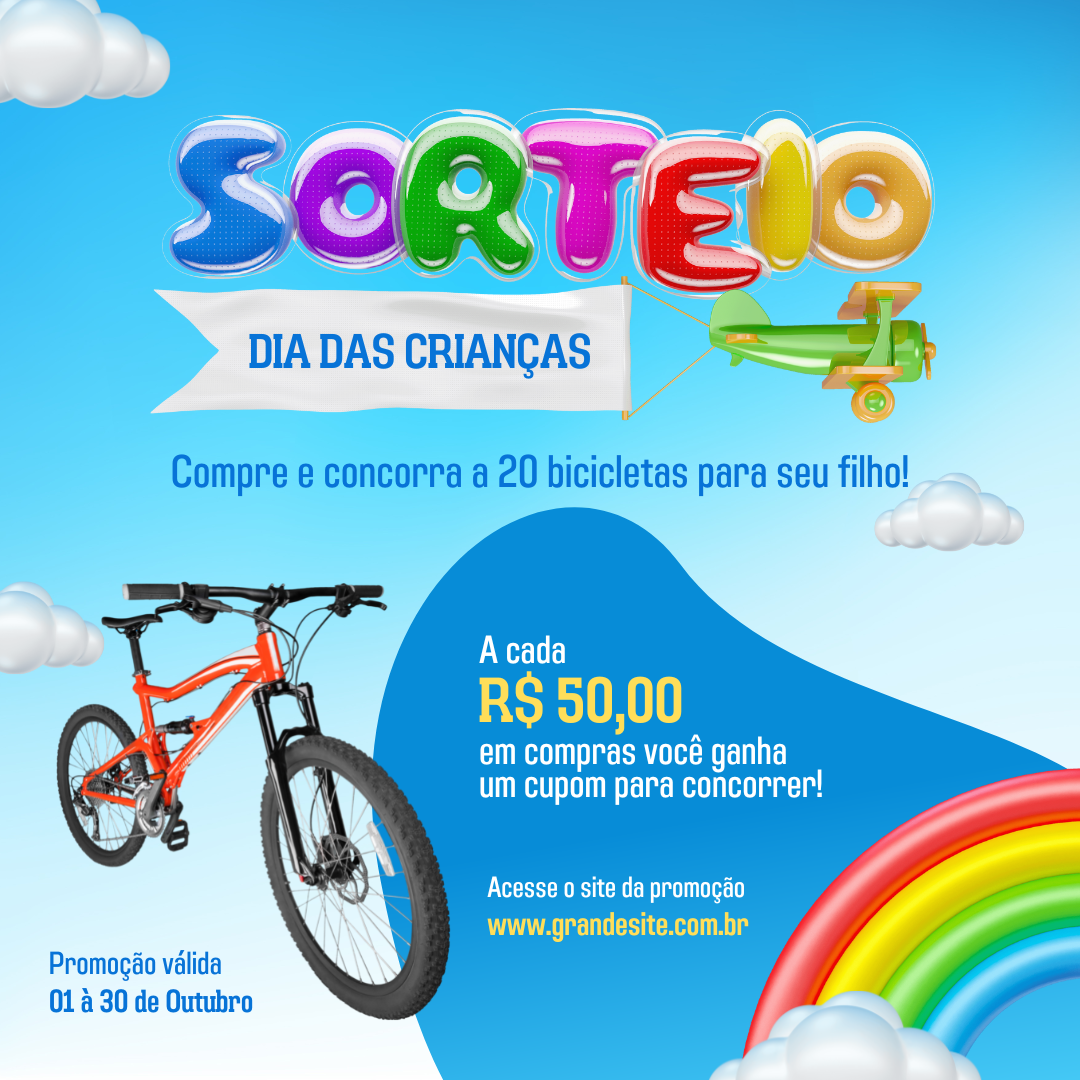 SORTEIO
DIA DAS CRIANÇAS
Compre e concorra a 20 bicicletas para seu filho!
A cada
R$ 50,00
em compras você ganha
um cupom para concorrer!
Acesse o site da promoção
www.grandesite.com.br
Promoção válida
01 à 30 de Outubro